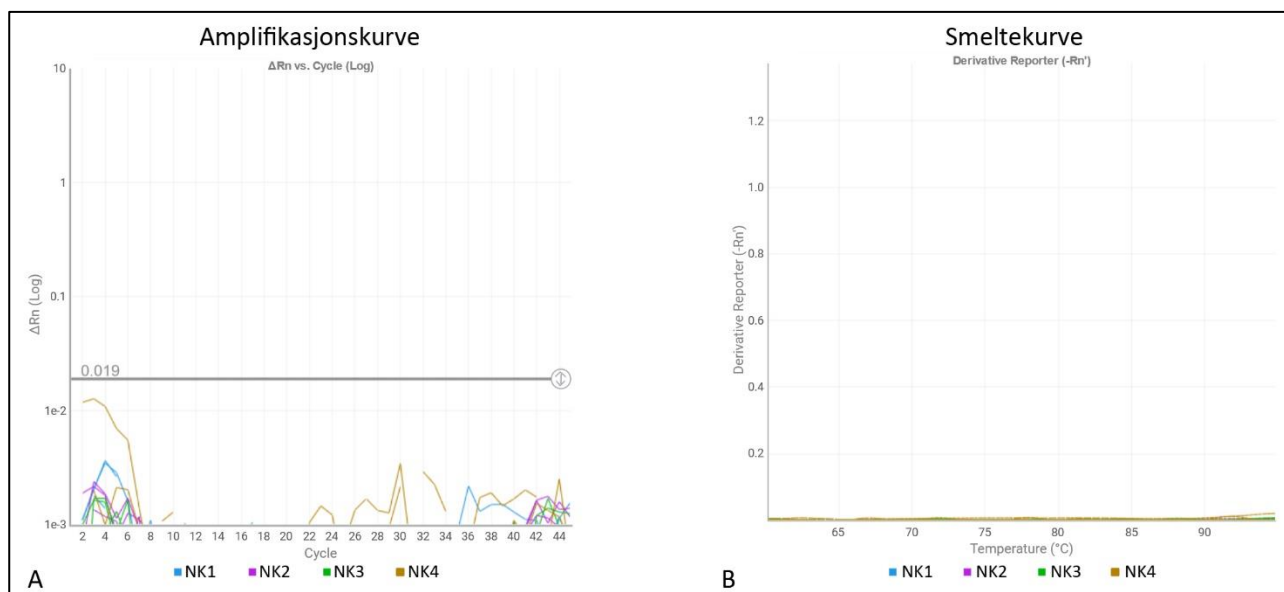 Amplifikasjonskurve
ΔRn vs. Cycle (Log)
10
1
0.1
0.019
1e-2
1e-3
ΔRn (Log)
2 4 6 8 10 12 14 16 18 20 22 24 26 28 30 32 34 36 38 40 42 44
Cycle
NK1 NK2 NK3 NK4
A
Smeltekurve
Derivative Reporter (-Rn')
1.2
1.0
0.8
0.6
0.4
0.2
Derivative Reporter (-Rn')
65 70 75 80 85 90
Temperature (°C)
NK1 NK2 NK3 NK4
B